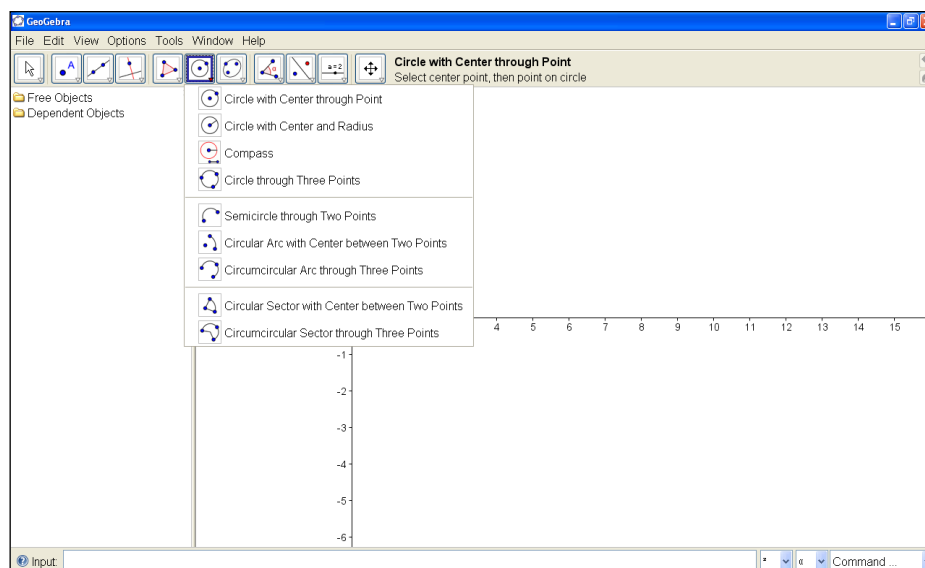 GeoGebra
File Edit View Options Tools Window Help
A
α
a=2
Circle with Center through Point
Select center point, then point on circle
Free Objects
Dependent Objects
Circle with Center through Point
Circle with Center and Radius
Compass
Circle through Three Points
Semicircle through Two Points
Circular Arc with Center between Two Points
Circumcircular Arc through Three Points
Circular Sector with Center between Two Points
Circumcircular Sector through Three Points
4 5 6 7 8 9 10 11 12 13 14 15
-1
-2
-3
-4
-5
-6
Input: α Command ...